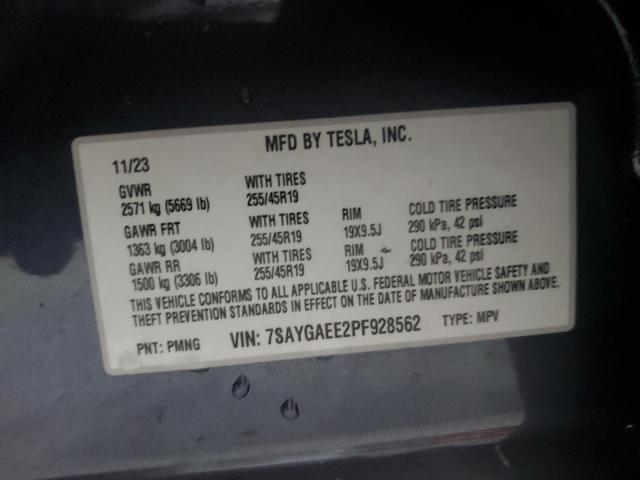 MFD BY TESLA, INC.
11/23
GVWR WITH TIRES
2571 kg (5669 lb) 255/45R19
GAWR FRT WITH TIRES RIM COLD TIRE PRESSURE
1363 kg (3004 lb) 255/45R19 19X9.5J 290 kPa, 42 psi
GAWR RR WITH TIRES RIM COLD TIRE PRESSURE
1500 kg (3306 lb) 255/45R19 19X9.5J 290 kPa, 42 psi
THIS VEHICLE CONFORMS TO ALL APPLICABLE U.S. FEDERAL MOTOR VEHICLE SAFETY AND
THEFT PREVENTION STANDARDS IN EFFECT ON THE DATE OF MANUFACTURE SHOWN ABOVE.
PNT: PMNG VIN: 7SAYGAEE2PF928562 TYPE: MPV